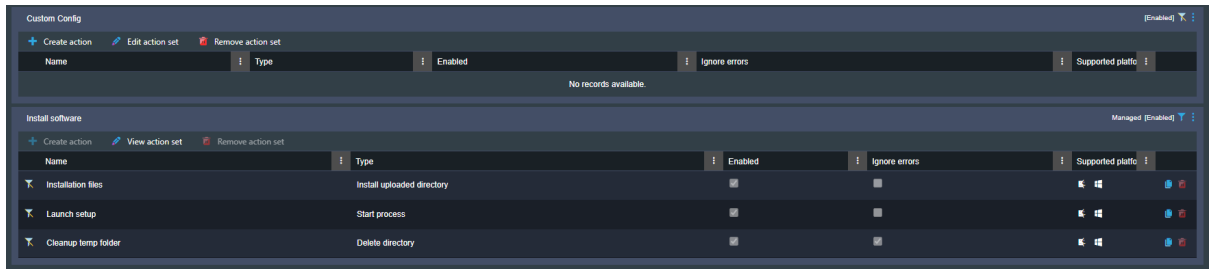 Custom Config [Enabled]
Create action Edit action set Remove action set
Name Type Enabled Ignore errors Supported platfo
No records available.
Install software Managed [Enabled]
Create action View action set Remove action set
Name Type Enabled Ignore errors Supported platfo
Installation files Install uploaded directory
Launch setup Start process
Cleanup temp folder Delete directory